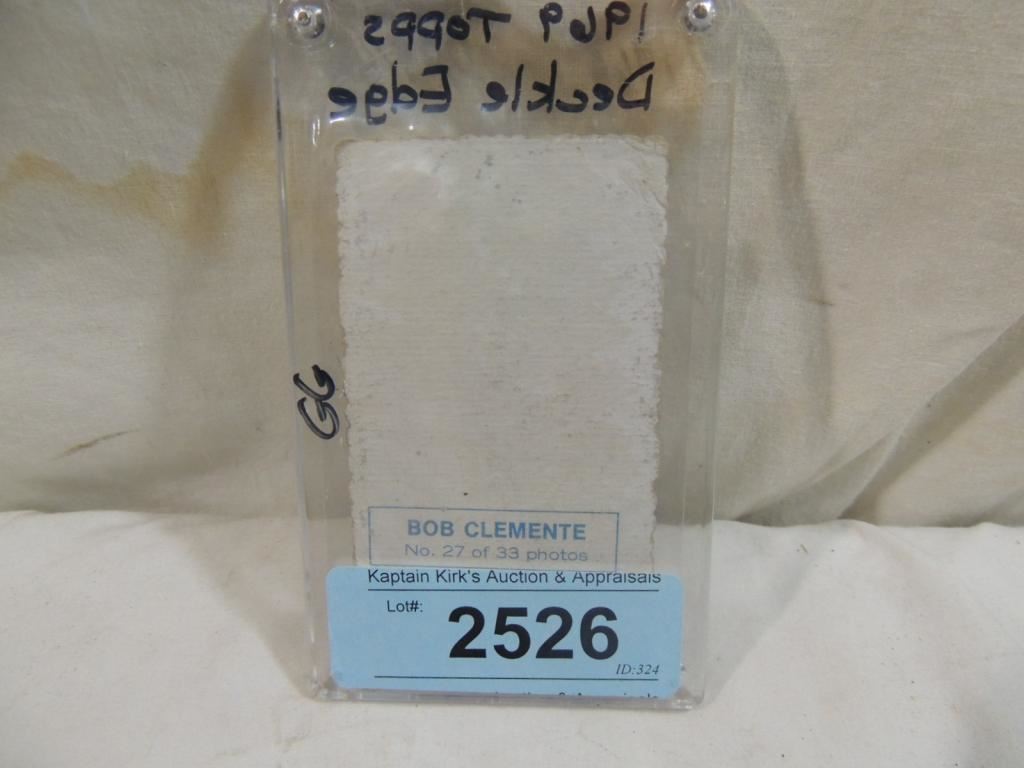 1969 Topps
Deckle Edge
GG
BOB CLEMENTE
No. 27 of 33 photos
Kaptain Kirk's Auction & Appraisals
Lot#:
2526
ID:324